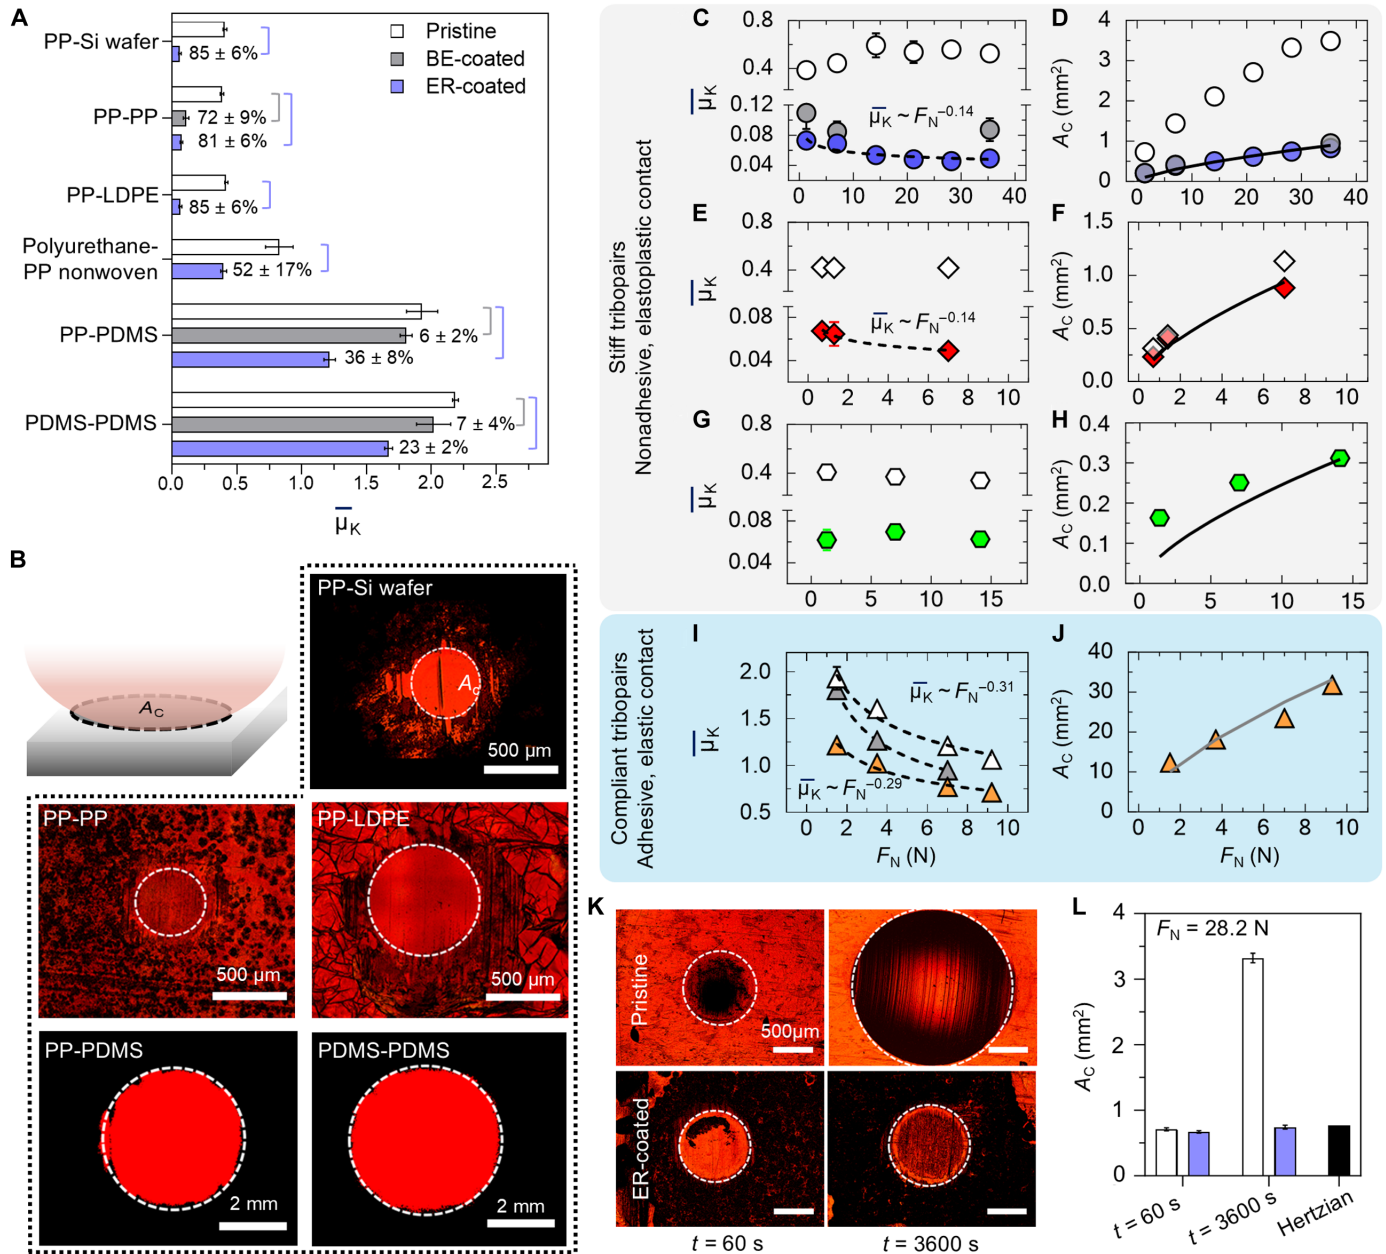 A
PP-Si wafer
PP-PP
PP-LDPE
Polyurethane-
PP nonwoven
PP-PDMS
PDMS-PDMS
85 ± 6%
72 ± 9%
81 ± 6%
85 ± 6%
52 ± 17%
6 ± 2%
36 ± 8%
7 ± 4%
23 ± 2%
Pristine
BE-coated
ER-coated
0.0 0.5 1.0 1.5 2.0 2.5
μ̅K
B
AC
PP-Si wafer
Ac
500 μm
PP-PP
500 μm
PP-LDPE
500 μm
PP-PDMS
2 mm
PDMS-PDMS
2 mm
Stiff tribopairs
Nonadhesive, elastoplastic contact
C
μ̅K
0.4
0.12
0.08
0.04
μ̅K ~ FN−0.14
0 10 20 30 40
D
AC (mm2)
4
3
2
1
0
0 10 20 30 40
E
μ̅K
0.8
0.4
0.08
0.04
μ̅K ~ FN−0.14
0 2 4 6 8 10
F
AC (mm2)
1.5
1.0
0.5
0.0
0 2 4 6 8 10
G
μ̅K
0.8
0.4
0.08
0.04
0 5 10 15
H
AC (mm2)
0.4
0.3
0.2
0.1
0.0
0 5 10 15
Compliant tribopairs
Adhesive, elastic contact
I
μ̅K
2.0
1.5
1.0
0.5
μ̅K ~ FN−0.31
μ̅K ~ FN−0.29
0 2 4 6 8 10
FN (N)
J
AC (mm2)
40
30
20
10
0
0 2 4 6 8 10
FN (N)
K
Pristine
500μm
ER-coated
t = 60 s
t = 3600 s
L
FN = 28.2 N
AC (mm2)
4
3
2
1
0
t = 60 s
t = 3600 s
Hertzian